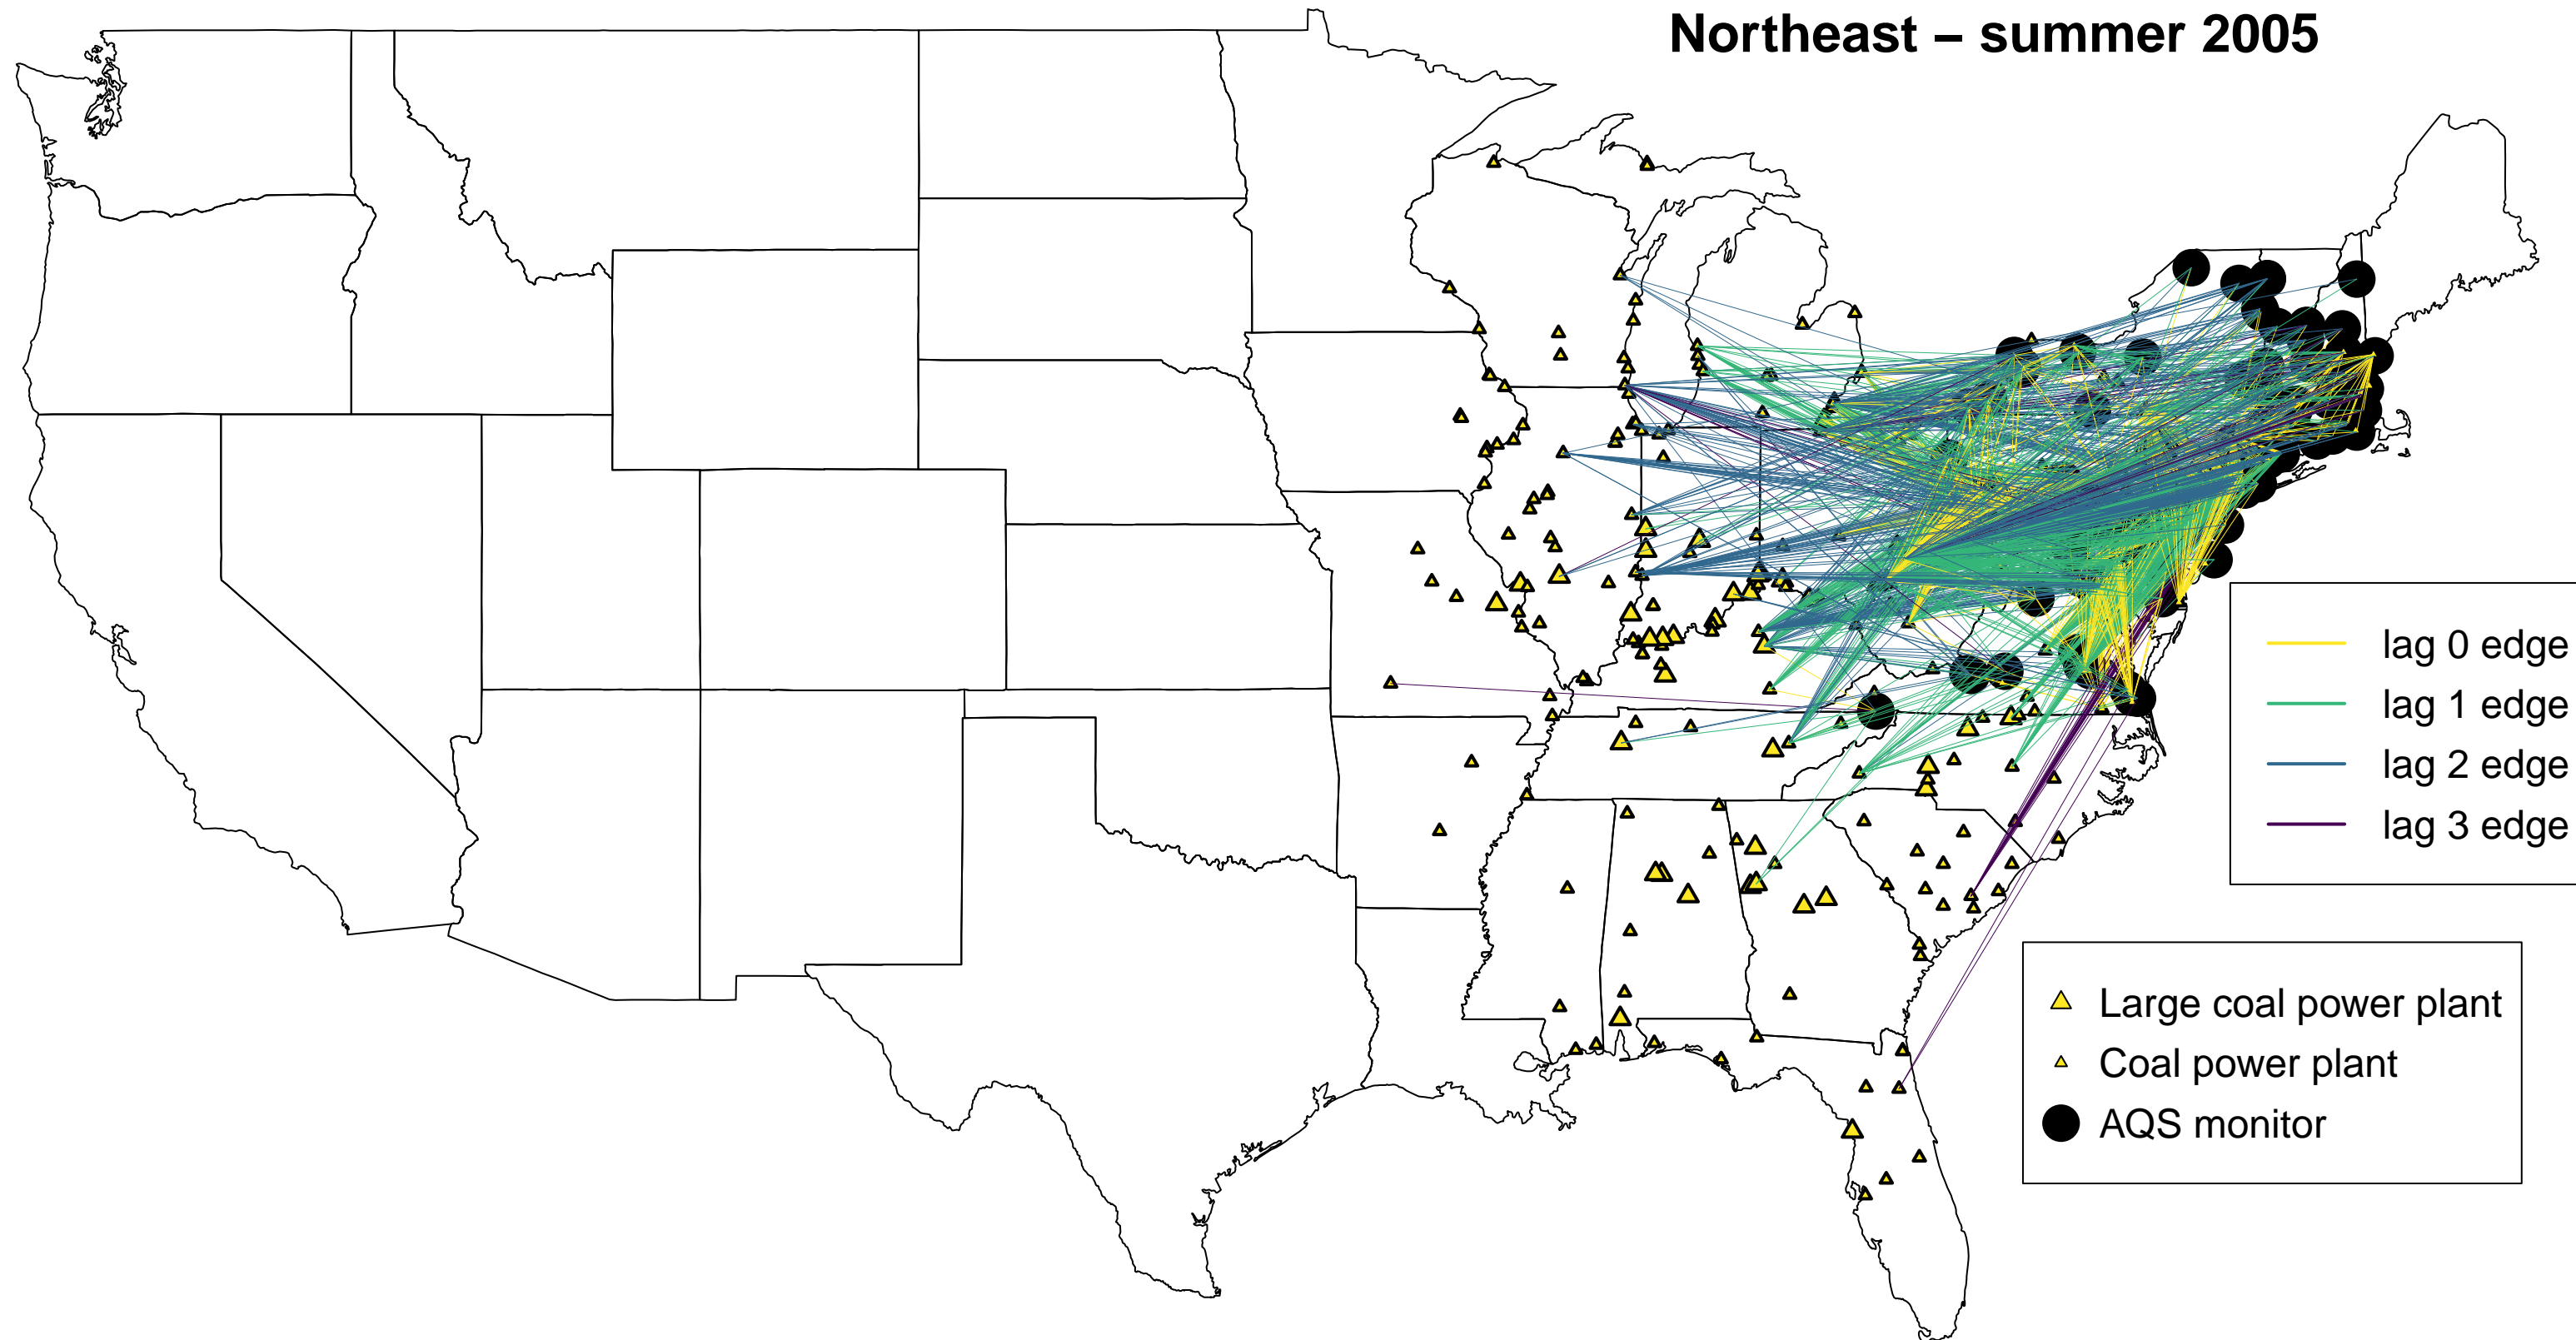 Northeast – summer 2005
lag 0 edge
lag 1 edge
lag 2 edge
lag 3 edge
Large coal power plant
Coal power plant
AQS monitor